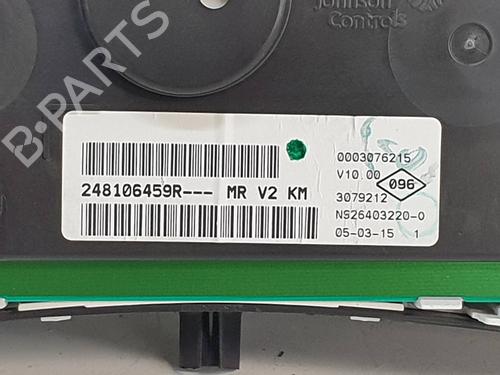 Johnson
Controls
B-PARTS
248106459R--- MR V2 KM
0003076215
V10.00
096
3079212
NS26403220-0
05-03-15 1